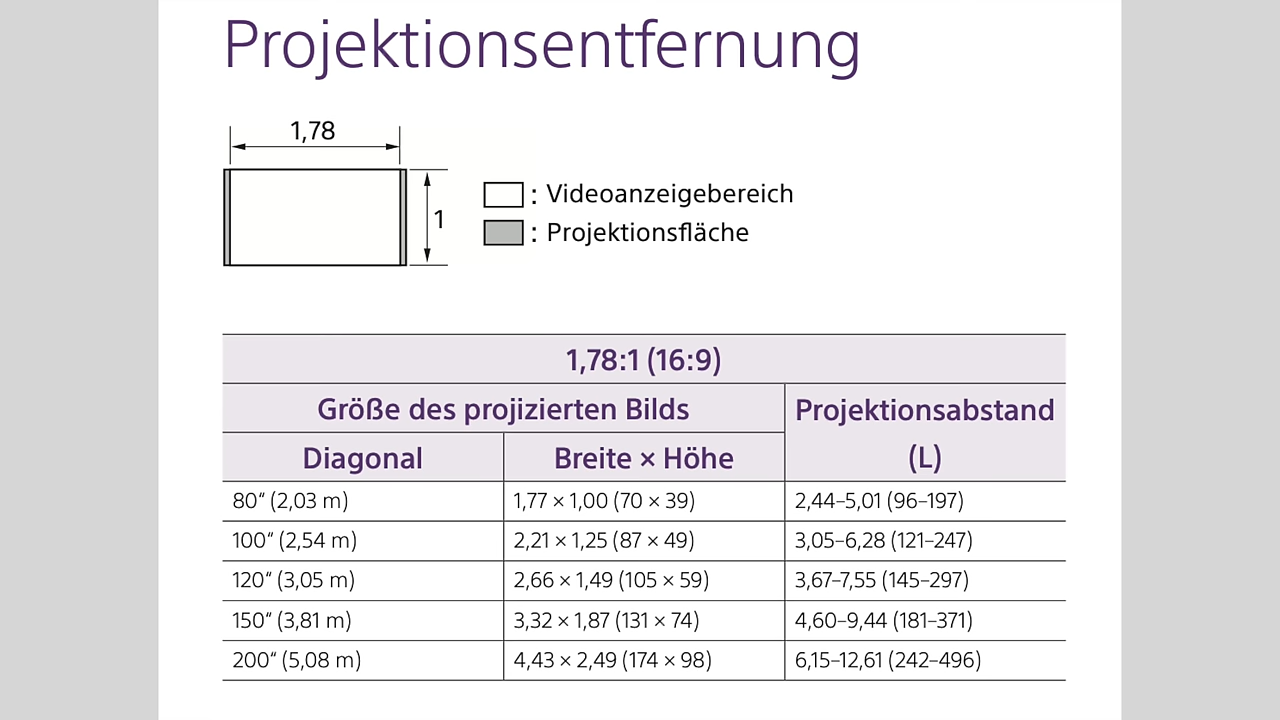 Projektionsentfernung
1,78
1
: Videoanzeigebereich
: Projektionsfläche
1,78:1 (16:9)
Größe des projizierten Bilds
Projektionsabstand
Diagonal
Breite × Höhe
(L)
80“ (2,03 m) 1,77 × 1,00 (70 × 39) 2,44–5,01 (96–197)
100“ (2,54 m) 2,21 × 1,25 (87 × 49) 3,05–6,28 (121–247)
120“ (3,05 m) 2,66 × 1,49 (105 × 59) 3,67–7,55 (145–297)
150“ (3,81 m) 3,32 × 1,87 (131 × 74) 4,60–9,44 (181–371)
200“ (5,08 m) 4,43 × 2,49 (174 × 98) 6,15–12,61 (242–496)